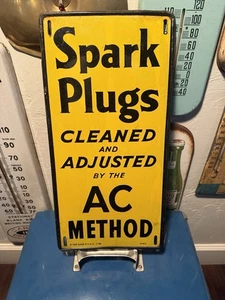 Spark
Plugs
CLEANED
AND
ADJUSTED
BY THE
AC
METHOD